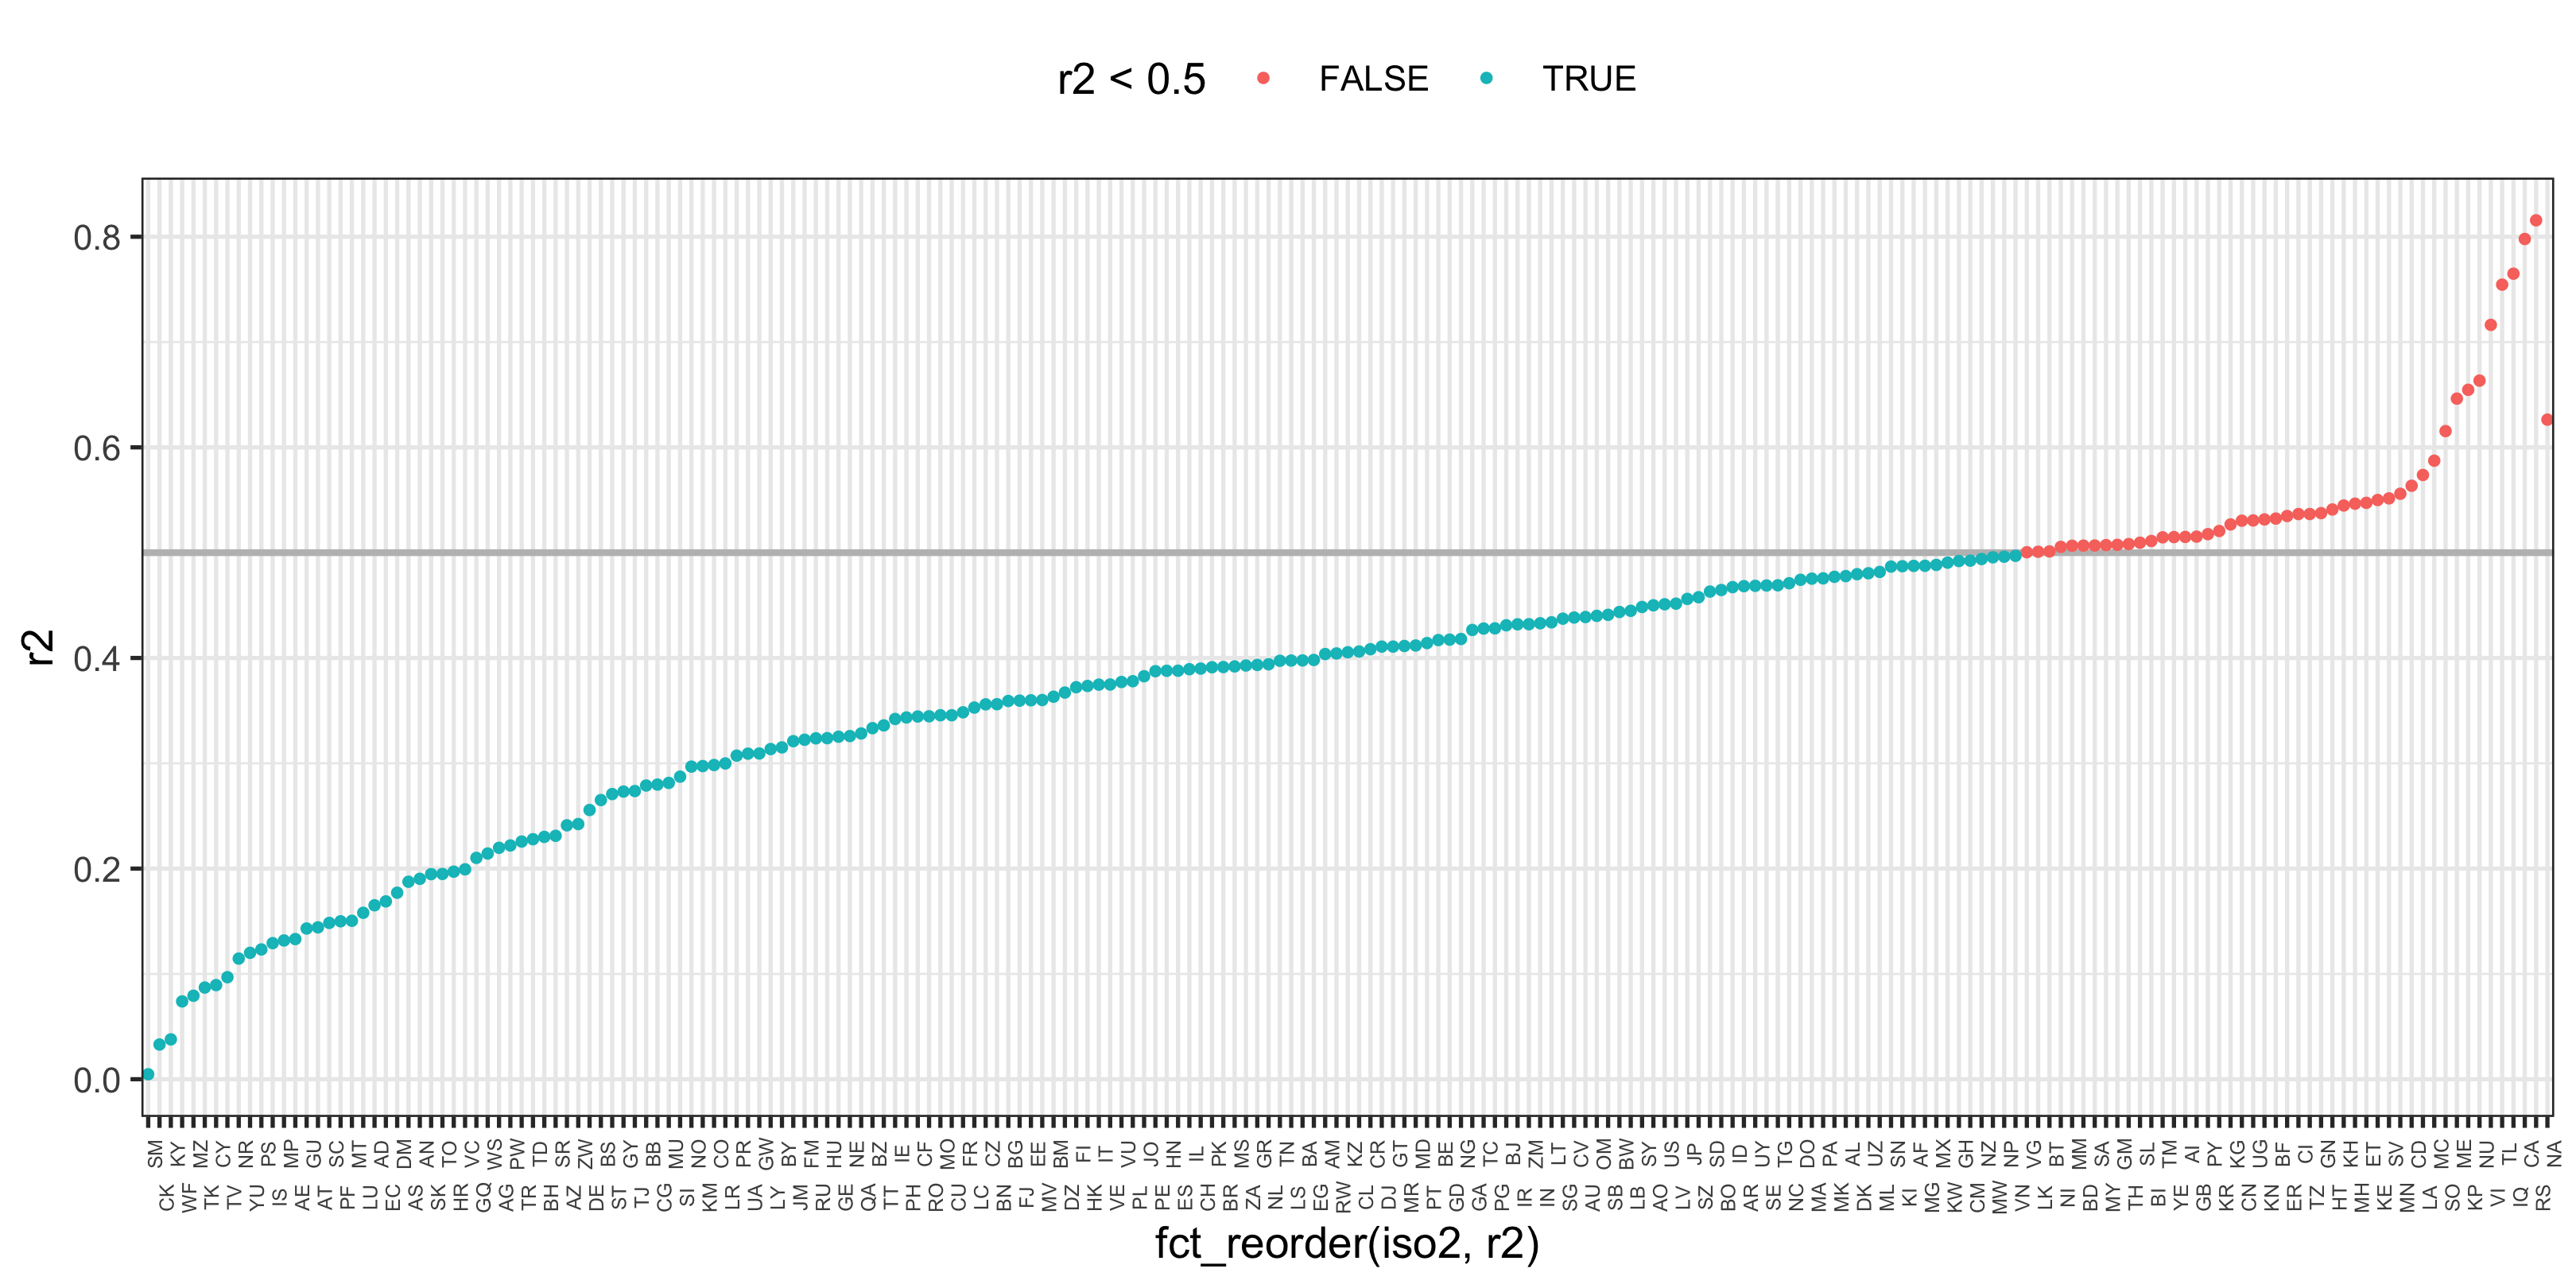 r2 < 0.5 FALSE TRUE
0.8
0.6
0.4
0.2
0.0
r2
SM KY MZ CY NR PS MP GU SC MT AD DM AN TO VC WS PW TD SR ZW BS GY BB MU NO CO PR GW BY FM HU NE BZ IE CF MO FR CZ BG EE BM FI IT VU JO HN IL PK MS GR TN BA AM KZ CR GT MD BE NG TC BJ ZM LT CV OM BW SY US JP SD ID UY TG DO PA AL UZ SN AF MX GH NZ NP VG BT MM SA GM SL TM AI PY KG UG BF CI GN KH ET SV CD MC ME NU TL CA NA
CK WF TK TV YU IS AE AT PF LU EC AS SK HR GQ AG TR BH AZ DE ST TJ CG SI KM LR UA LY JM RU GE QA TT PH RO CU LC BN FJ MV DZ HK VE PL PE ES CH BR ZA NL LS EG RW CL DJ MR PT GD GA PG IR IN SG AU SB LB AO LV SZ BO AR SE NC MA MK DK ML KI MG KW CM MW VN LK NI BD MY TH BI YE GB KR CN KN ER TZ HT MH KE MN LA SO KP VI IQ RS
fct_reorder(iso2, r2)